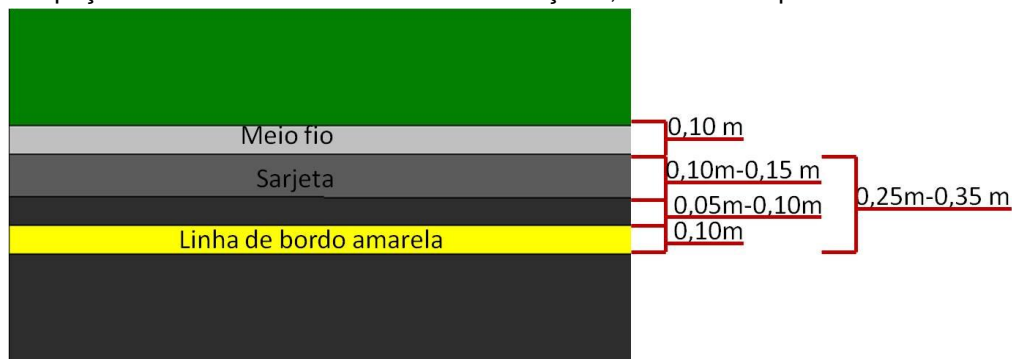 Meio fio
0,10 m
Sarjeta
0,10m-0,15 m
0,25m-0,35 m
0,05m-0,10m
Linha de bordo amarela
0,10m